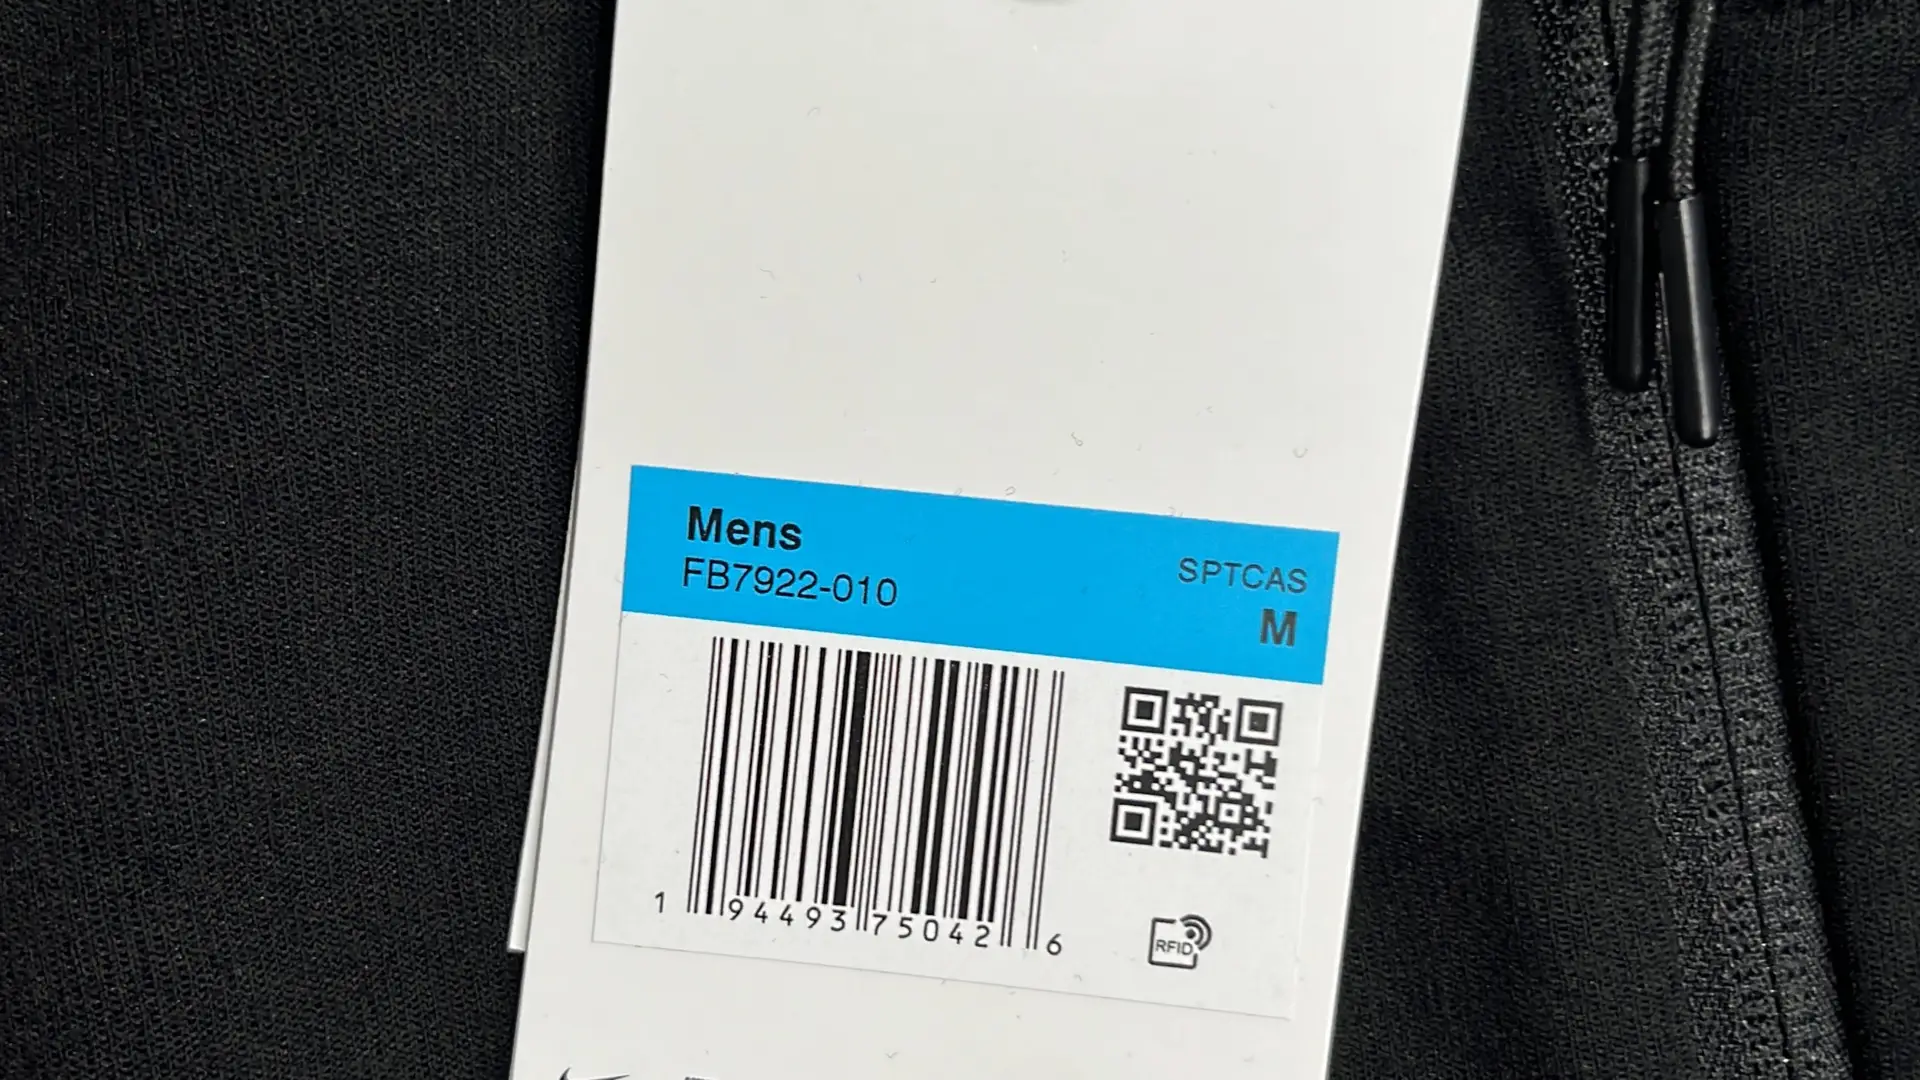 Mens
FB7922-010
SPTCAS
M
1 94493 75042 6
RFID